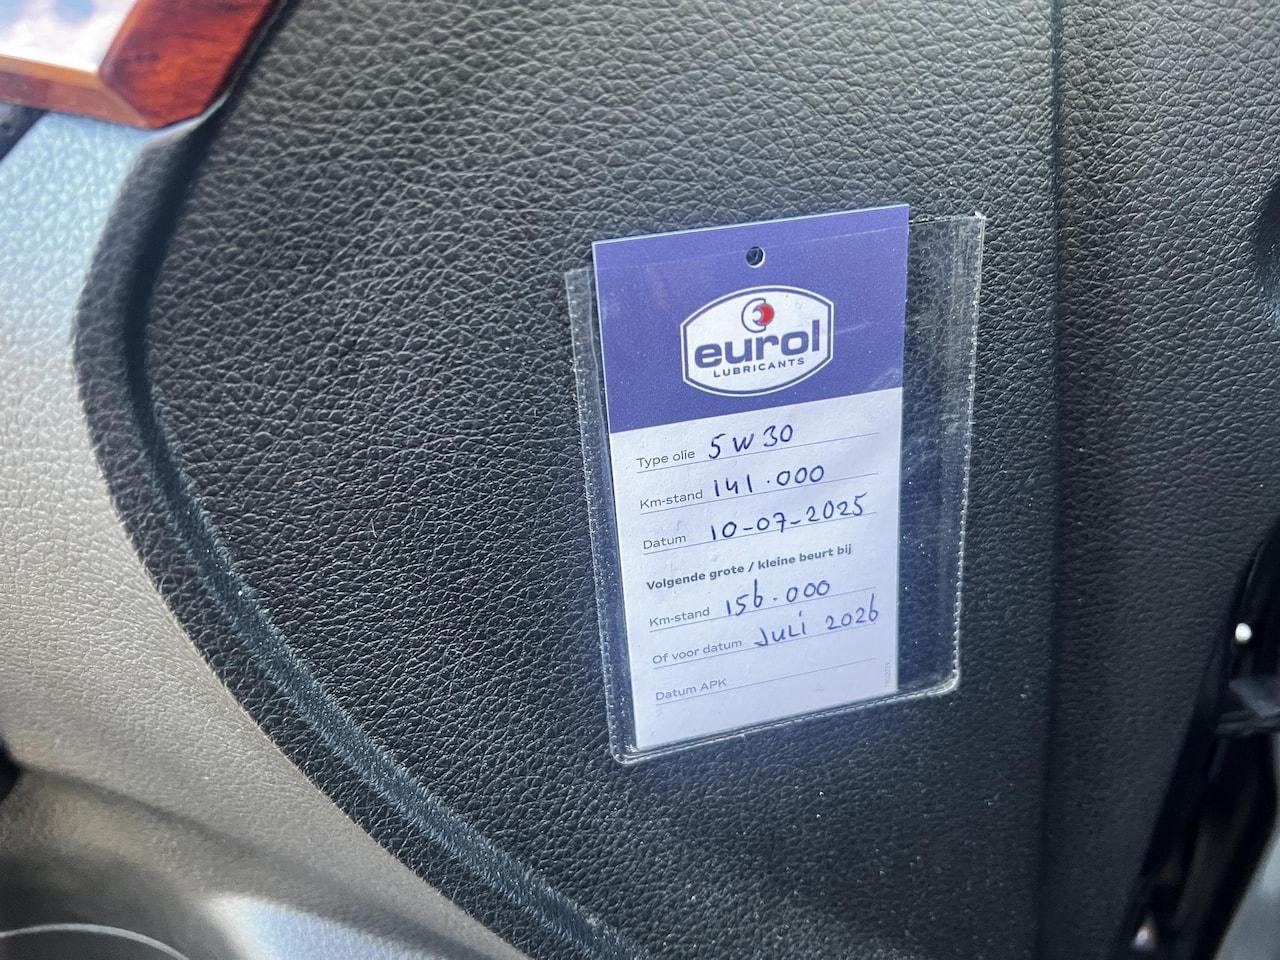 eurol
LUBRICANTS
Type olie 5W30
Km-stand 141.000
Datum 10-07-2025
Volgende grote / kleine beurt bij
Km-stand 156.000
Of voor datum JULI 2026
Datum APK